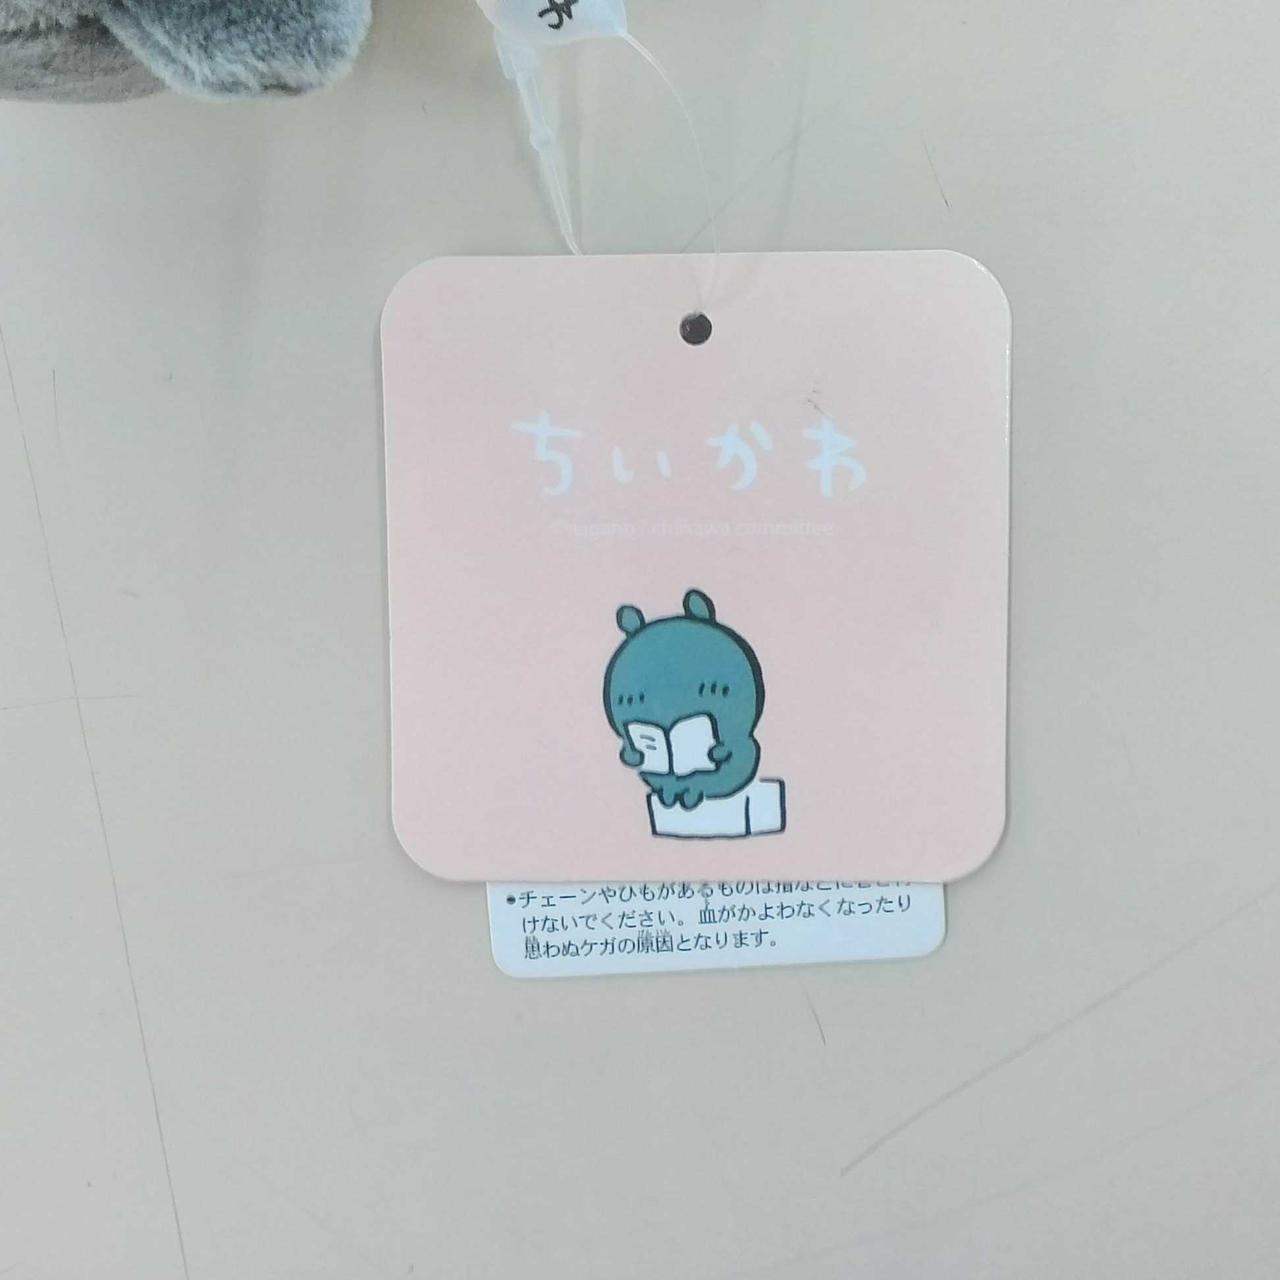 ちいかわ
©nagano / chiikawa committee
●チェーンやひもがあるものは指などにまきつ
けないでください。血がかよわなくなったり
思わぬケガの原因となります。